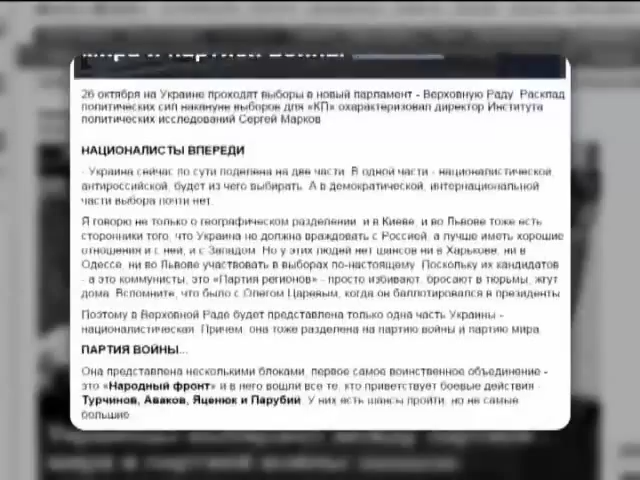 26 октября на Украине проходят выборы в новый парламент - Верховную Раду. Расклад
политических сил накануне выборов для «КП» охарактеризовал директор Института
политических исследований Сергей Марков
НАЦИОНАЛИСТЫ ВПЕРЕДИ
- Украина сейчас по сути поделена на две части. В одной части - националистической,
антироссийской, будет из чего выбирать. А в демократической, интернациональной
части выбора почти нет.
Я говорю не только о географическом разделении: и в Киеве, и во Львове тоже есть
сторонники того, что Украина не должна враждовать с Россией, а лучше иметь хорошие
отношения и с ней, и с Западом. Но у этих людей нет шансов ни в Харькове, ни в
Одессе, ни во Львове участвовать в выборах по-настоящему. Поскольку их кандидатов
- а это коммунисты, это «Партия регионов» - просто избивают, бросают в тюрьмы, жгут
дома. Вспомните, что было с Олегом Царевым, когда он баллотировался в президенты.
Поэтому в Верховной Раде будет представлена только одна часть Украины -
националистическая. Причем, она тоже разделена на партию войны и партию мира.
ПАРТИЯ ВОЙНЫ...
Она представлена несколькими блоками: первое самое воинственное объединение -
это «Народный фронт» и в него вошли все те, кто приветствует боевые действия -
Турчинов, Аваков, Яценюк и Парубий. У них есть шансы пройти, но не самые
большие.